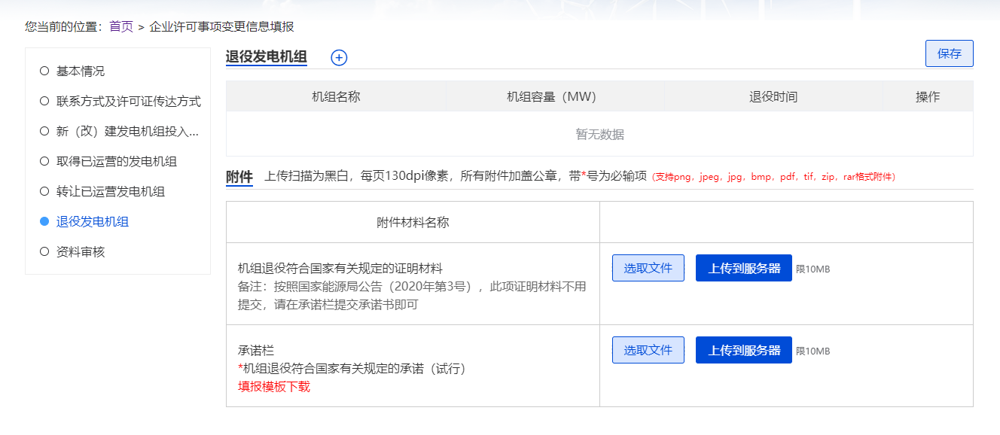 您当前的位置：首页 > 企业许可事项变更信息填报
基本情况
联系方式及许可证传达方式
新（改）建发电机组投入...
取得已运营的发电机组
转让已运营发电机组
退役发电机组
资料审核
退役发电机组
保存
机组名称 机组容量（MW） 退役时间 操作
暂无数据
附件 上传扫描为黑白，每页130dpi像素，所有附件加盖公章，带*号为必输项（支持png，jpeg，jpg，bmp，pdf，tif，zip，rar格式附件）
附件材料名称
机组退役符合国家有关规定的证明材料
备注：按照国家能源局公告（2020年第3号），此项证明材料不用
提交，请在承诺栏提交承诺书即可
选取文件 上传到服务器 限10MB
承诺栏
*机组退役符合国家有关规定的承诺（试行）
填报模板下载
选取文件 上传到服务器 限10MB